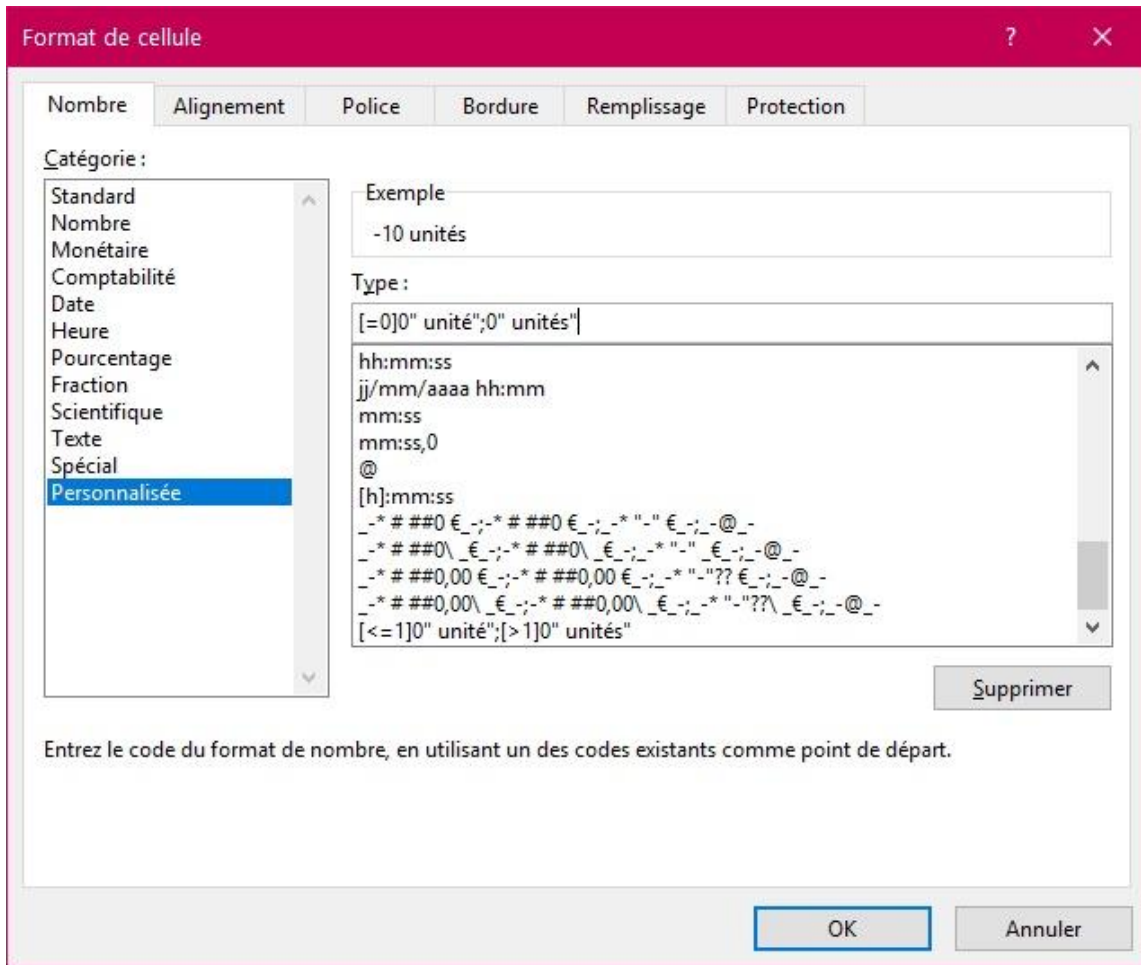 Format de cellule
?
Nombre
Alignement
Police
Bordure
Remplissage
Protection
Catégorie :
Standard
Nombre
Monétaire
Comptabilité
Date
Heure
Pourcentage
Fraction
Scientifique
Texte
Spécial
Personnalisée
Exemple
-10 unités
Type :
[=0]0" unité";0" unités"
hh:mm:ss
jj/mm/aaaa hh:mm
mm:ss
mm:ss,0
@
[h]:mm:ss
_-* # ##0 €_-;-* # ##0 €_-;_-* "-" €_-;_-@_-
_-* # ##0\ _€_-;-* # ##0\ _€_-;_-* "-" _€_-;_-@_-
_-* # ##0,00 €_-;-* # ##0,00 €_-;_-* "-"?? €_-;_-@_-
_-* # ##0,00\ _€_-;-* # ##0,00\ _€_-;_-* "-"??\ _€_-;_-@_-
[<=1]0" unité";[>1]0" unités"
Supprimer
Entrez le code du format de nombre, en utilisant un des codes existants comme point de départ.
OK
Annuler